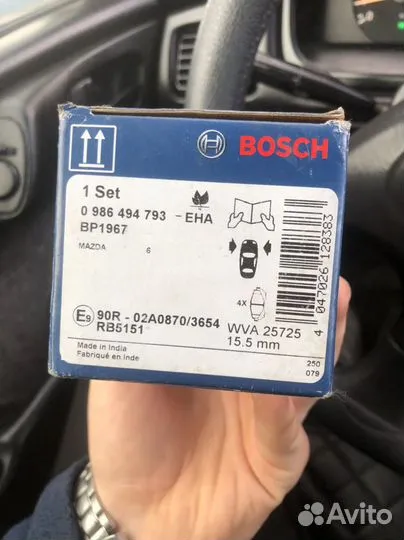 BOSCH
1 Set
0 986 494 793 - EHA
BP1967
MAZDA 6
4X
4 047026 128383
E9 90R - 02A0870/3654
RB5151
WVA 25725
15.5 mm
Made in India
Fabriqué en Inde
250
079
Avito